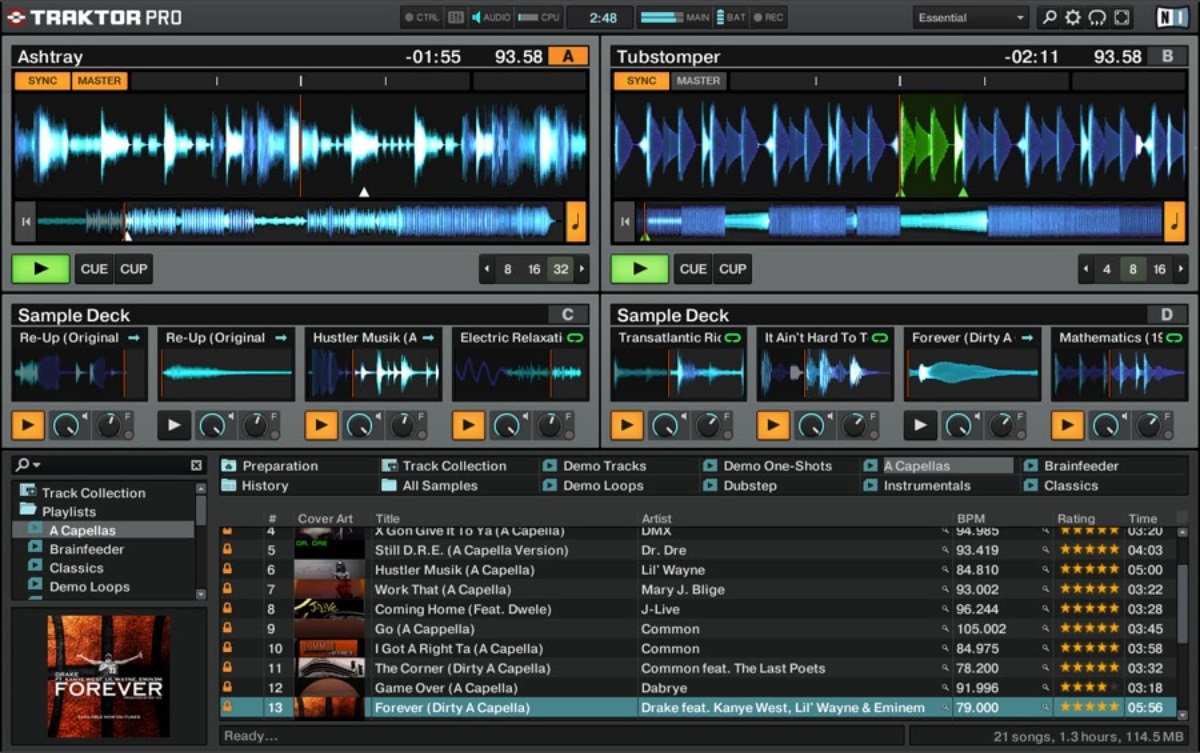 TRAKTOR PRO
CTRL AUDIO CPU 2:48 MAIN BAT REC Essential
Ashtray -01:55 93.58 A
SYNC MASTER
CUE CUP 8 16 32
Tubstomper -02:11 93.58 B
SYNC MASTER
CUE CUP 4 8 16
Sample Deck C
Re-Up (Original Re-Up (Original Hustler Musik (A Electric Relaxati
F F F F
Sample Deck D
Transatlantic Ric It Ain't Hard To T Forever (Dirty A Mathematics (19
F F F F
Track Collection
Playlists
A Capellas
Brainfeeder
Classics
Demo Loops
DRAKE
FOREVER
AVAILABLE NOW ON ITUNES
Preparation Track Collection Demo Tracks Demo One-Shots A Capellas Brainfeeder
History All Samples Demo Loops Dubstep Instrumentals Classics
# Cover Art Title Artist BPM Rating Time
4 X Gon Give It To Ya (A Capella) DMX 94.985 03:20
5 Still D.R.E. (A Capella Version) Dr. Dre 93.419 04:03
6 Hustler Musik (A Capella) Lil' Wayne 84.810 05:00
7 Work That (A Capella) Mary J. Blige 93.002 03:22
8 Coming Home (Feat. Dwele) J-Live 96.244 03:28
9 Go (A Cappella) Common 105.002 03:45
10 I Got A Right Ta (A Capella) Common 84.975 03:58
11 The Corner (Dirty A Capella) Common feat. The Last Poets 78.200 03:32
12 Game Over (A Capella) Dabrye 91.996 03:18
13 Forever (Dirty A Capella) Drake feat. Kanye West, Lil' Wayne & Eminem 79.000 05:56
Ready... 21 songs, 1.3 hours, 114.5 MB